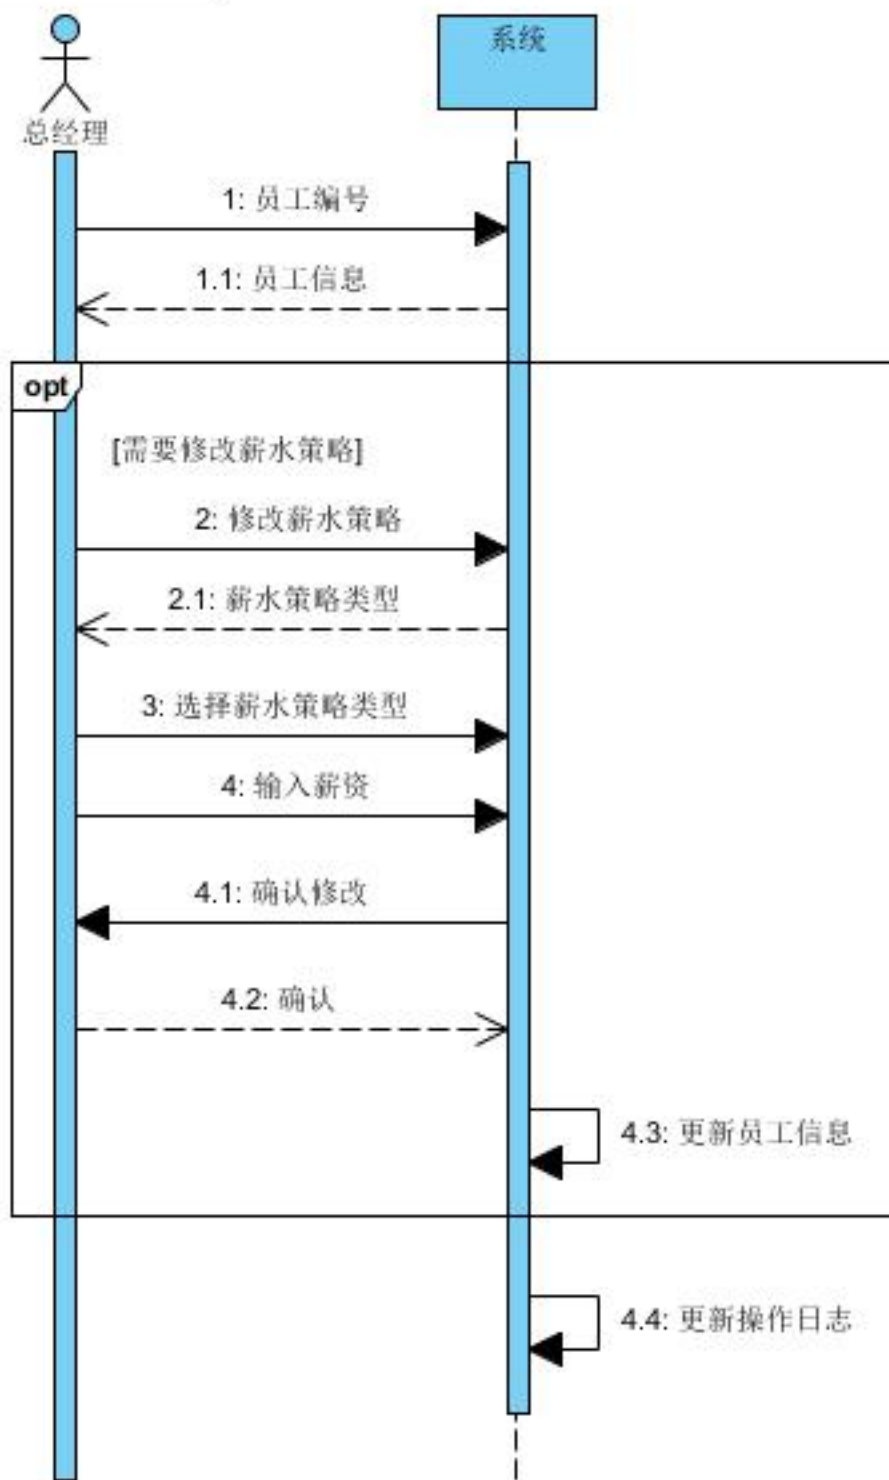 系统
总经理
1: 员工编号
1.1: 员工信息
opt
[需要修改薪水策略]
2: 修改薪水策略
2.1: 薪水策略类型
3: 选择薪水策略类型
4: 输入薪资
4.1: 确认修改
4.2: 确认
4.3: 更新员工信息
4.4: 更新操作日志